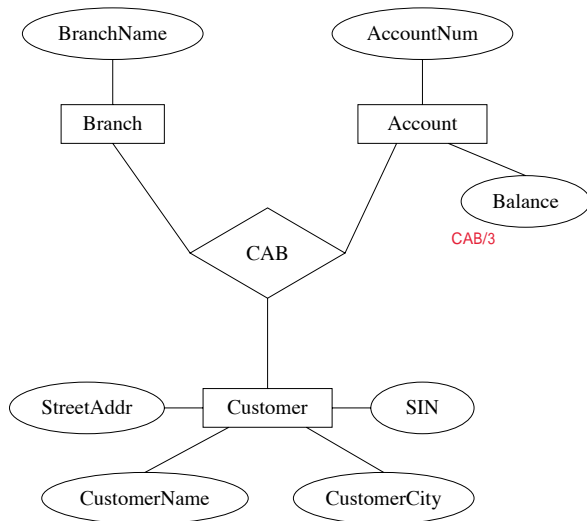 BranchName
AccountNum
Branch
Account
Balance
CAB/3
CAB
StreetAddr
Customer
SIN
CustomerName
CustomerCity